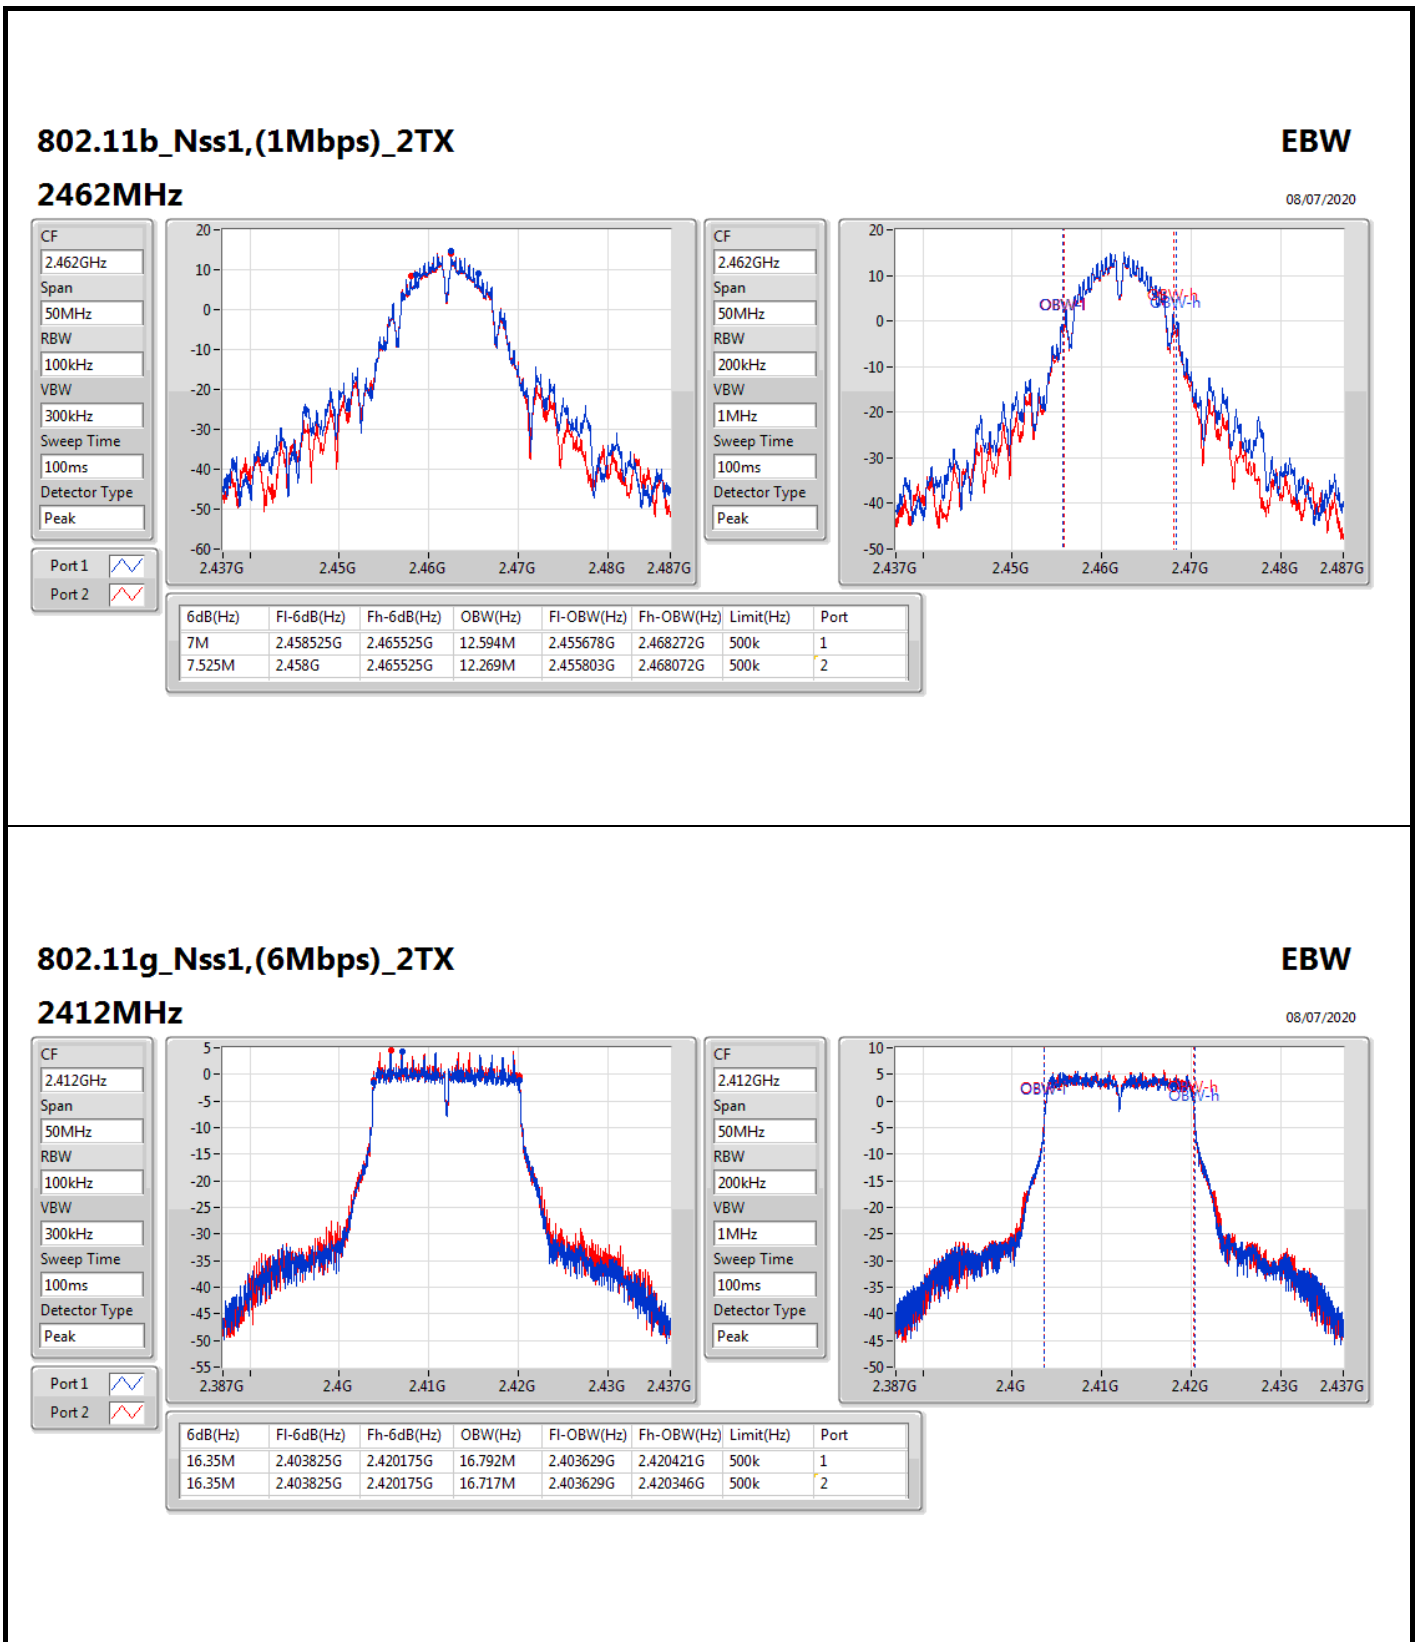 802.11b_Nss1,(1Mbps)_2TX EBW
2462MHz 08/07/2020
CF
2.462GHz
Span
50MHz
RBW
100kHz
VBW
300kHz
Sweep Time
100ms
Detector Type
Peak
Port 1
Port 2
20
10
0
-10
-20
-30
-40
-50
-60
2.437G 2.45G 2.46G 2.47G 2.48G 2.487G
CF
2.462GHz
Span
50MHz
RBW
200kHz
VBW
1MHz
Sweep Time
100ms
Detector Type
Peak
20
10
0
-10
-20
-30
-40
-50
OBW-l OBW-h
OBW-h
2.437G 2.45G 2.46G 2.47G 2.48G 2.487G
6dB(Hz) Fl-6dB(Hz) Fh-6dB(Hz) OBW(Hz) Fl-OBW(Hz) Fh-OBW(Hz) Limit(Hz) Port
7M 2.458525G 2.465525G 12.594M 2.455678G 2.468272G 500k 1
7.525M 2.458G 2.465525G 12.269M 2.455803G 2.468072G 500k 2
802.11g_Nss1,(6Mbps)_2TX EBW
2412MHz 08/07/2020
CF
2.412GHz
Span
50MHz
RBW
100kHz
VBW
300kHz
Sweep Time
100ms
Detector Type
Peak
Port 1
Port 2
5
0
-5
-10
-15
-20
-25
-30
-35
-40
-45
-50
-55
2.387G 2.4G 2.41G 2.42G 2.43G 2.437G
CF
2.412GHz
Span
50MHz
RBW
200kHz
VBW
1MHz
Sweep Time
100ms
Detector Type
Peak
10
5
0
-5
-10
-15
-20
-25
-30
-35
-40
-45
-50
OBW-l OBW-h
OBW-h
2.387G 2.4G 2.41G 2.42G 2.43G 2.437G
6dB(Hz) Fl-6dB(Hz) Fh-6dB(Hz) OBW(Hz) Fl-OBW(Hz) Fh-OBW(Hz) Limit(Hz) Port
16.35M 2.403825G 2.420175G 16.792M 2.403629G 2.420421G 500k 1
16.35M 2.403825G 2.420175G 16.717M 2.403629G 2.420346G 500k 2